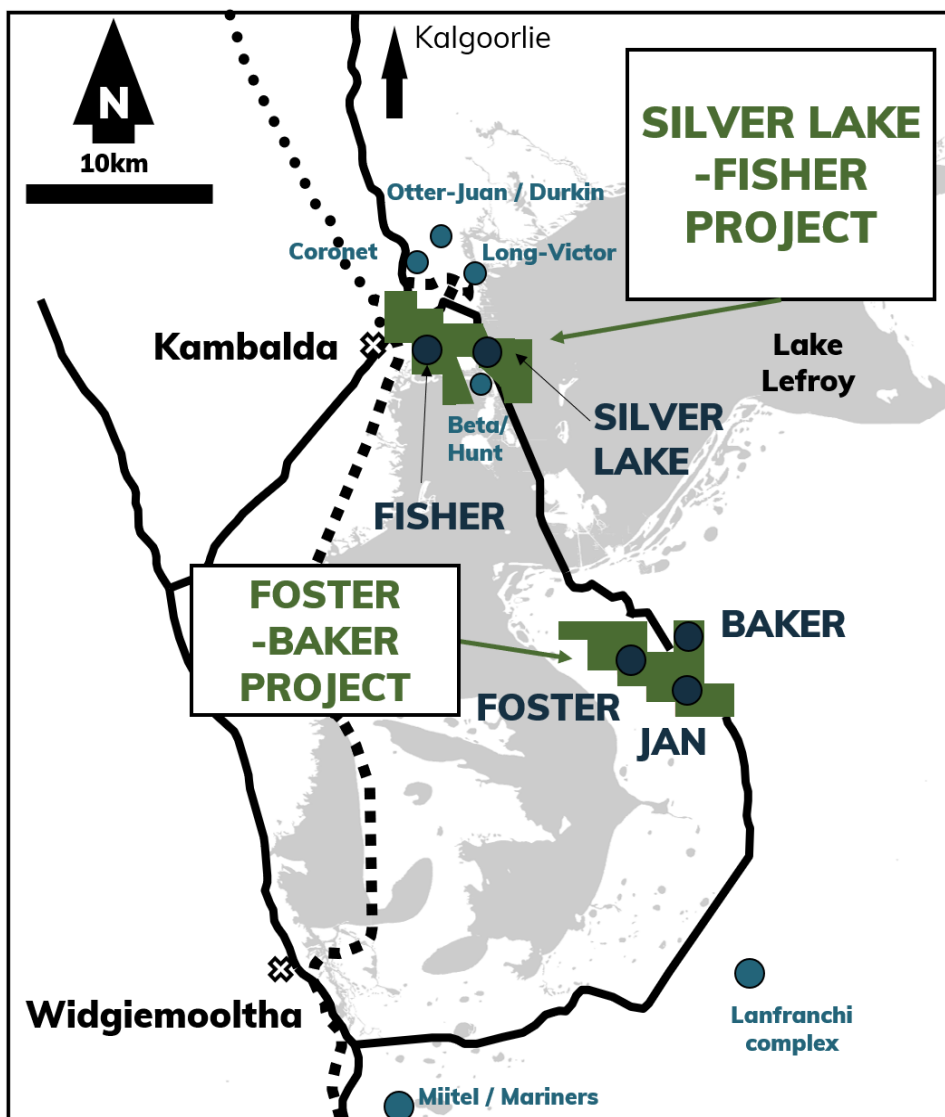 Kalgoorlie
N
10km
SILVER LAKE
-FISHER
PROJECT
Otter-Juan / Durkin
Coronet
Long-Victor
Kambalda
Lake
Lefroy
Beta/
Hunt
SILVER
LAKE
FISHER
FOSTER
-BAKER
PROJECT
BAKER
FOSTER
JAN
Widgiemooltha
Lanfranchi
complex
Miitel / Mariners